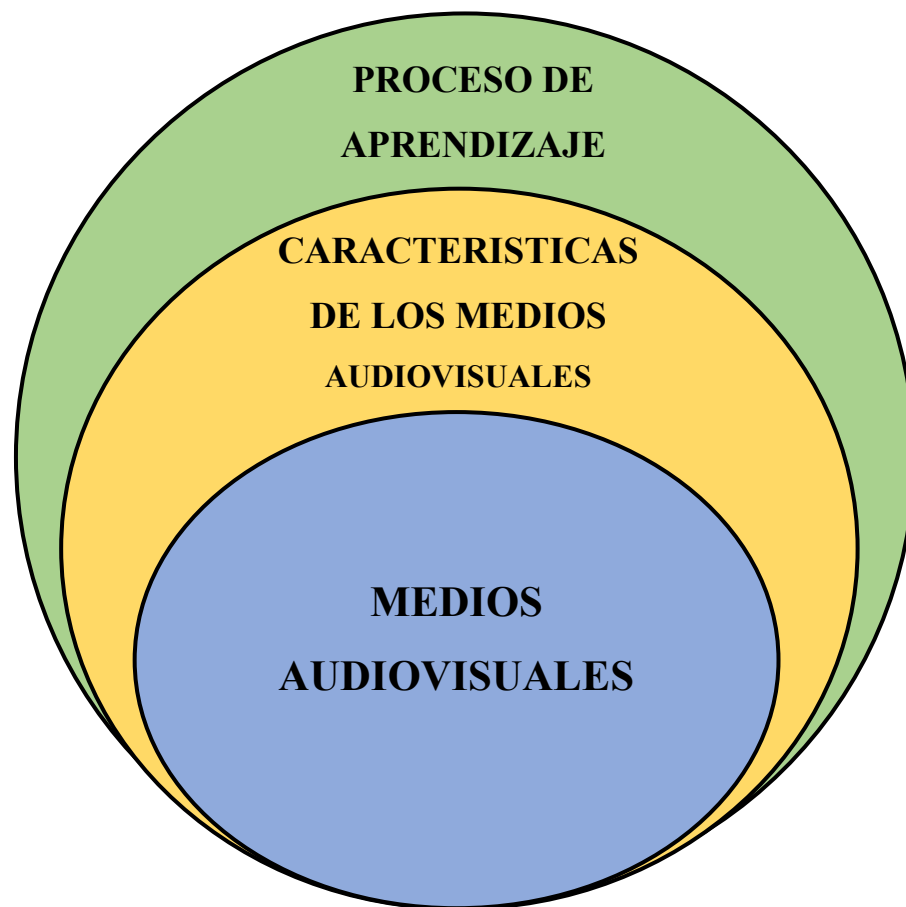 PROCESO DE
APRENDIZAJE
CARACTERISTICAS
DE LOS MEDIOS
AUDIOVISUALES
MEDIOS
AUDIOVISUALES